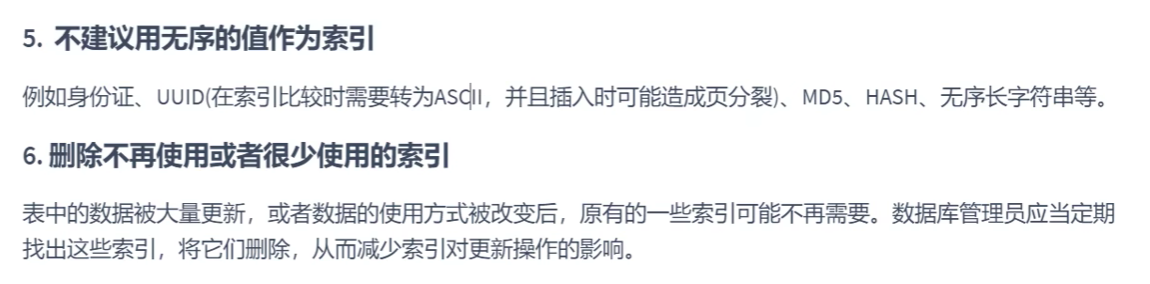 5. 不建议用无序的值作为索引
例如身份证、UUID(在索引比较时需要转为ASCII，并且插入时可能造成页分裂)、MD5、HASH、无序长字符串等。
6. 删除不再使用或者很少使用的索引
表中的数据被大量更新，或者数据的使用方式被改变后，原有的一些索引可能不再需要。数据库管理员应当定期
找出这些索引，将它们删除，从而减少索引对更新操作的影响。